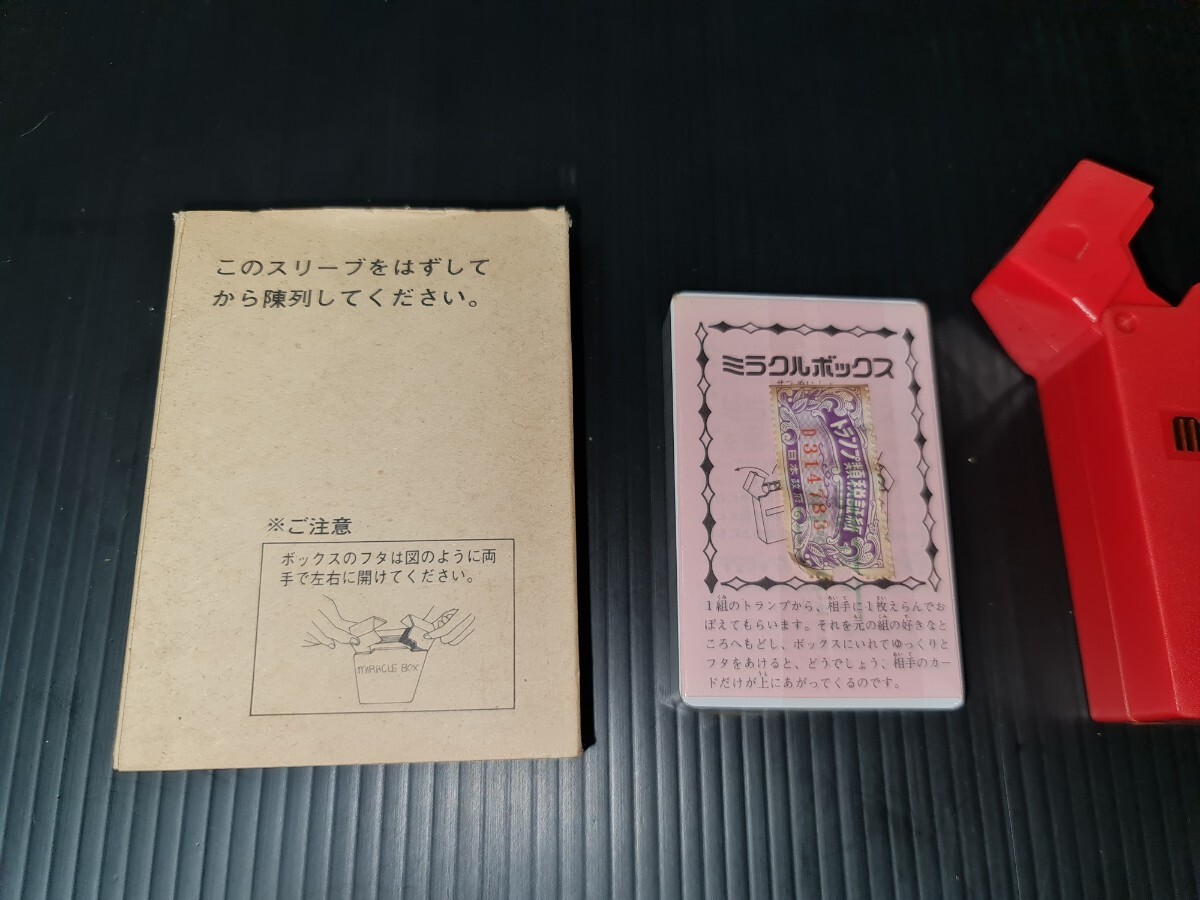 このスリーブをはずして
から陳列してください。
※ご注意
ボックスのフタは図のように両
手で左右に開けてください。
MIRACLE BOX
ミラクルボックス
トランプ類税証紙
D314783
日本政府
1組のトランプから、相手に1枚えらんでお
ぼえてもらいます。それを元の組の好きなと
ころへもどし、ボックスにいれてゆっくりと
フタをあけると、どうでしょう、相手のカー
ドだけが上にあがってくるのです。